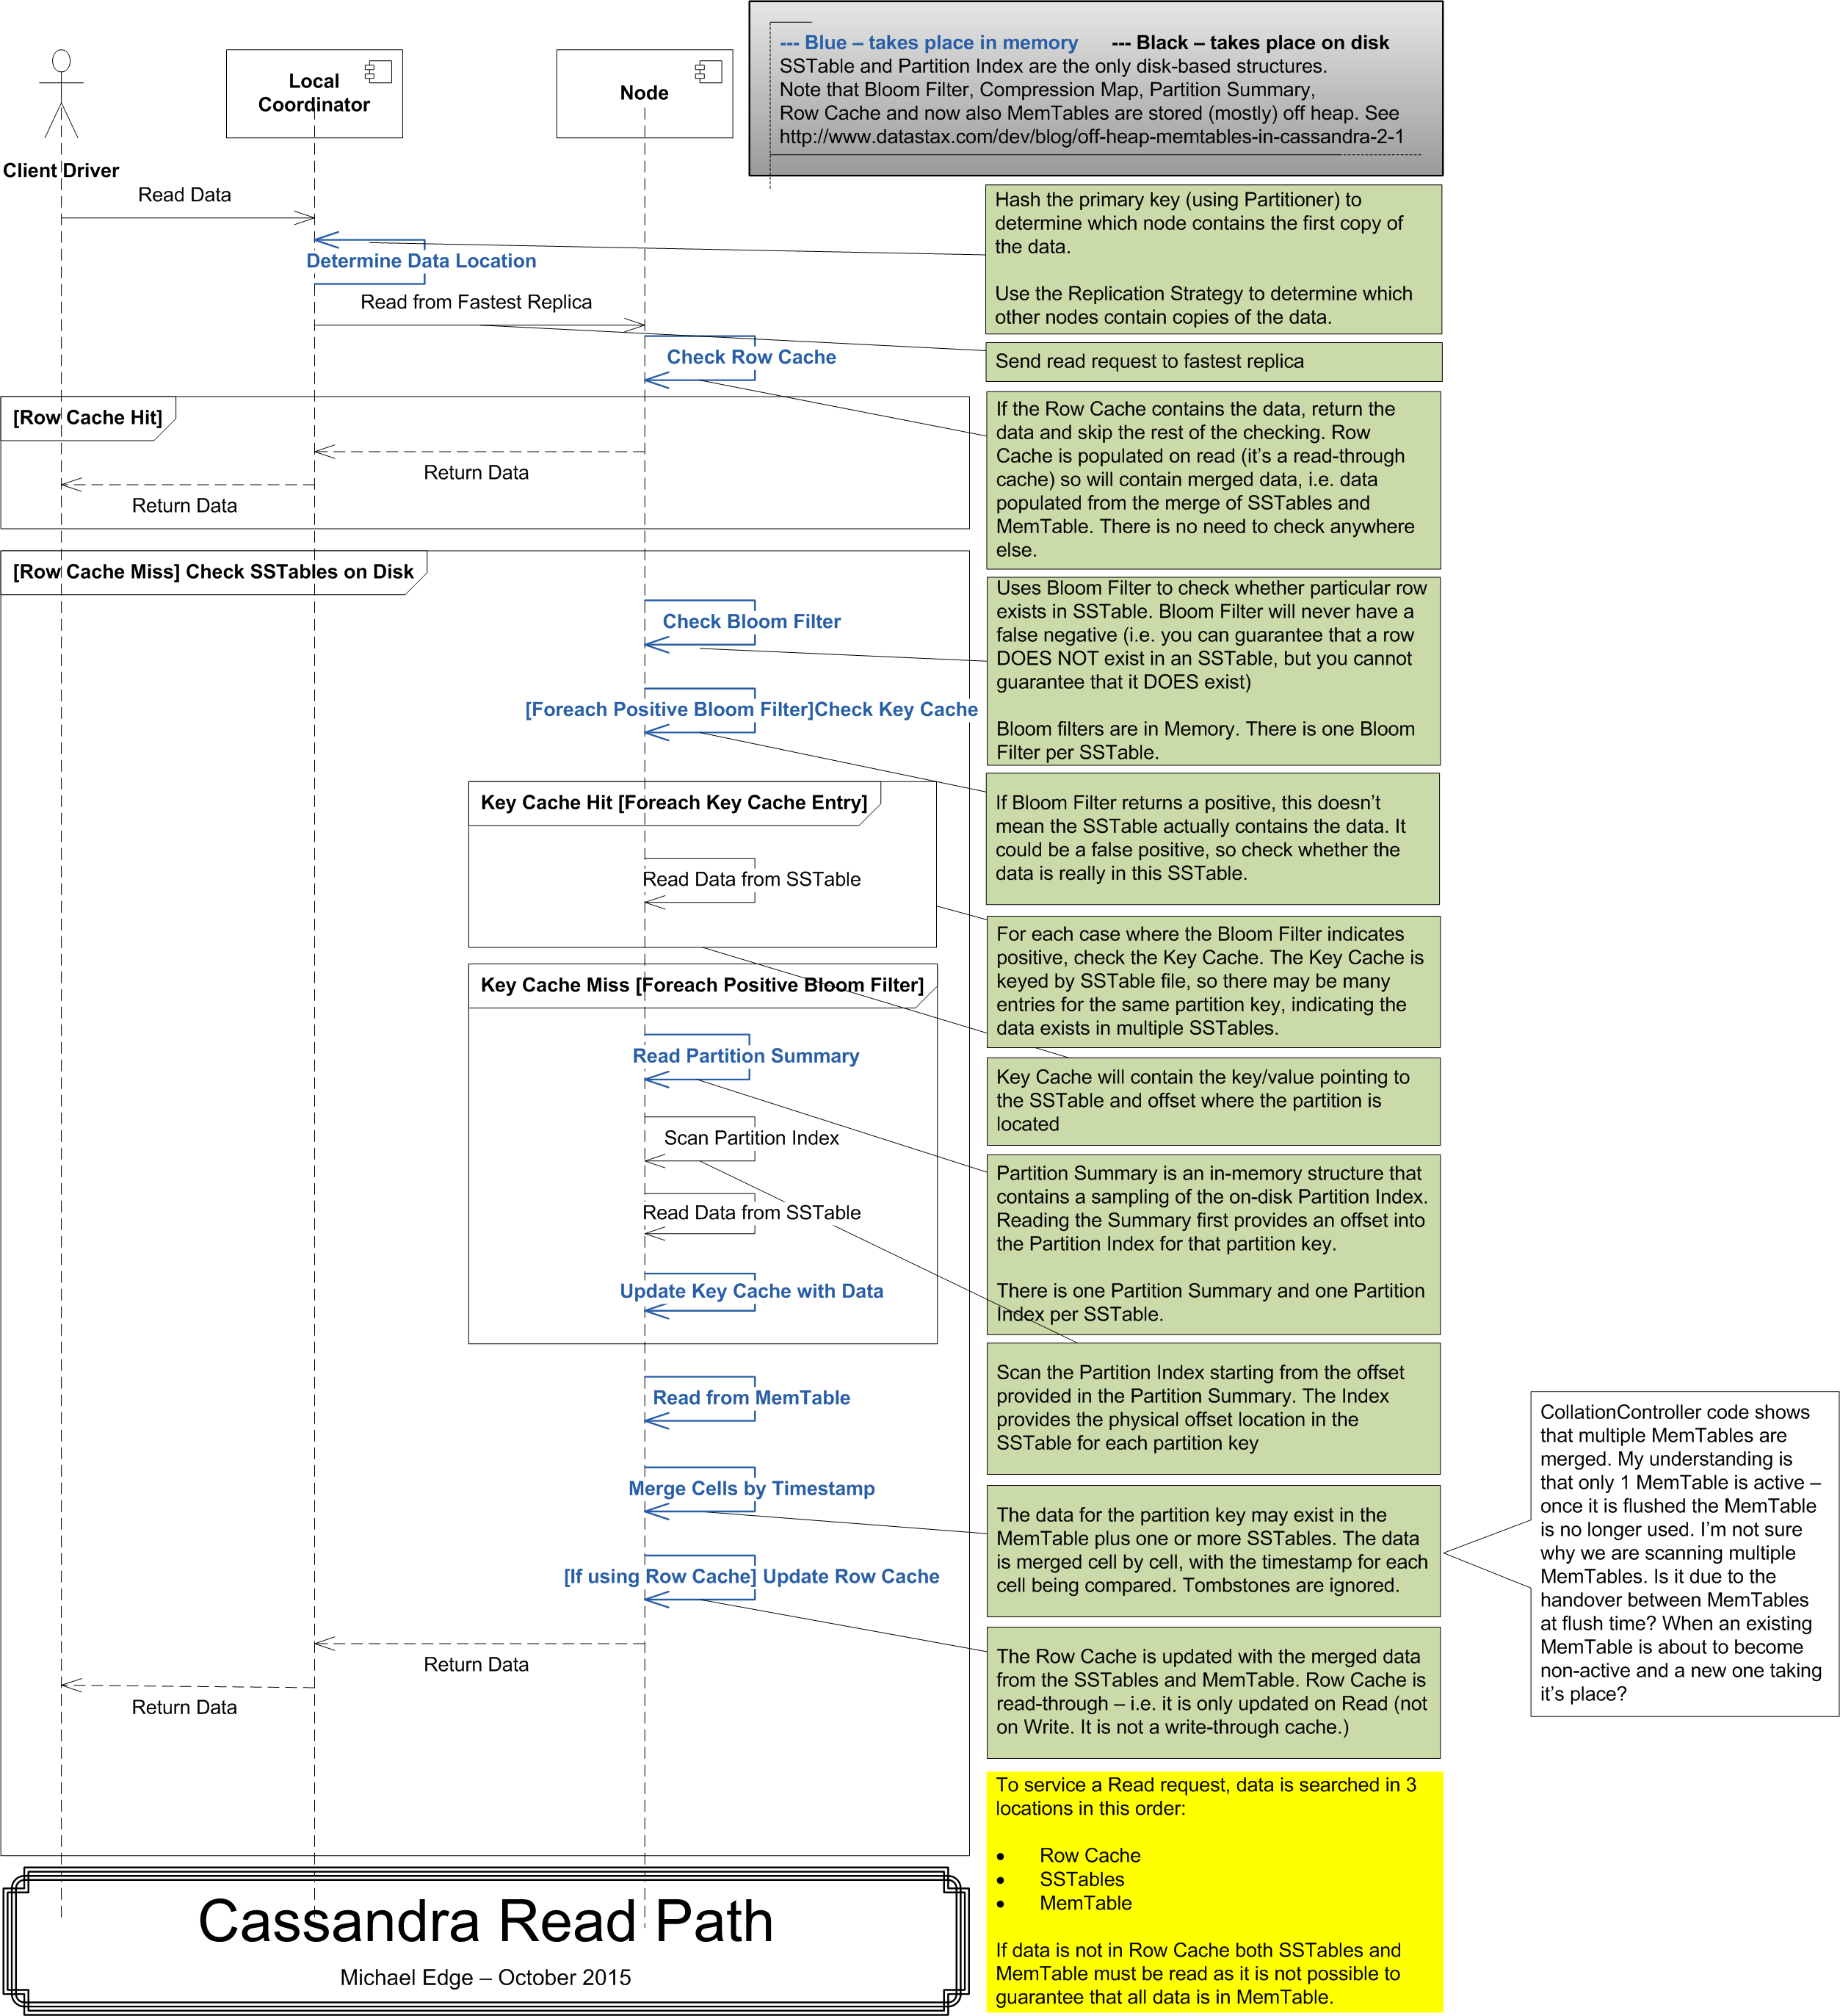 Local
Coordinator
Node
Client Driver
--- Blue – takes place in memory --- Black – takes place on disk
SSTable and Partition Index are the only disk-based structures.
Note that Bloom Filter, Compression Map, Partition Summary,
Row Cache and now also MemTables are stored (mostly) off heap. See
http://www.datastax.com/dev/blog/off-heap-memtables-in-cassandra-2-1
Read Data
Determine Data Location
Read from Fastest Replica
Check Row Cache
Hash the primary key (using Partitioner) to
determine which node contains the first copy of
the data.
Use the Replication Strategy to determine which
other nodes contain copies of the data.
Send read request to fastest replica
[Row Cache Hit]
Return Data
Return Data
If the Row Cache contains the data, return the
data and skip the rest of the checking. Row
Cache is populated on read (it’s a read-through
cache) so will contain merged data, i.e. data
populated from the merge of SSTables and
MemTable. There is no need to check anywhere
else.
[Row Cache Miss] Check SSTables on Disk
Check Bloom Filter
Uses Bloom Filter to check whether particular row
exists in SSTable. Bloom Filter will never have a
false negative (i.e. you can guarantee that a row
DOES NOT exist in an SSTable, but you cannot
guarantee that it DOES exist)
Bloom filters are in Memory. There is one Bloom
Filter per SSTable.
[Foreach Positive Bloom Filter]Check Key Cache
If Bloom Filter returns a positive, this doesn’t
mean the SSTable actually contains the data. It
could be a false positive, so check whether the
data is really in this SSTable.
Key Cache Hit [Foreach Key Cache Entry]
Read Data from SSTable
For each case where the Bloom Filter indicates
positive, check the Key Cache. The Key Cache is
keyed by SSTable file, so there may be many
entries for the same partition key, indicating the
data exists in multiple SSTables.
Key Cache Miss [Foreach Positive Bloom Filter]
Read Partition Summary
Key Cache will contain the key/value pointing to
the SSTable and offset where the partition is
located
Scan Partition Index
Read Data from SSTable
Update Key Cache with Data
Partition Summary is an in-memory structure that
contains a sampling of the on-disk Partition Index.
Reading the Summary first provides an offset into
the Partition Index for that partition key.
There is one Partition Summary and one Partition
Index per SSTable.
Read from MemTable
Scan the Partition Index starting from the offset
provided in the Partition Summary. The Index
provides the physical offset location in the
SSTable for each partition key
Merge Cells by Timestamp
The data for the partition key may exist in the
MemTable plus one or more SSTables. The data
is merged cell by cell, with the timestamp for each
cell being compared. Tombstones are ignored.
CollationController code shows
that multiple MemTables are
merged. My understanding is
that only 1 MemTable is active –
once it is flushed the MemTable
is no longer used. I’m not sure
why we are scanning multiple
MemTables. Is it due to the
handover between MemTables
at flush time? When an existing
MemTable is about to become
non-active and a new one taking
it’s place?
[If using Row Cache] Update Row Cache
Return Data
Return Data
The Row Cache is updated with the merged data
from the SSTables and MemTable. Row Cache is
read-through – i.e. it is only updated on Read (not
on Write. It is not a write-through cache.)
To service a Read request, data is searched in 3
locations in this order:
• Row Cache
• SSTables
• MemTable
If data is not in Row Cache both SSTables and
MemTable must be read as it is not possible to
guarantee that all data is in MemTable.
Cassandra Read Path
Michael Edge – October 2015